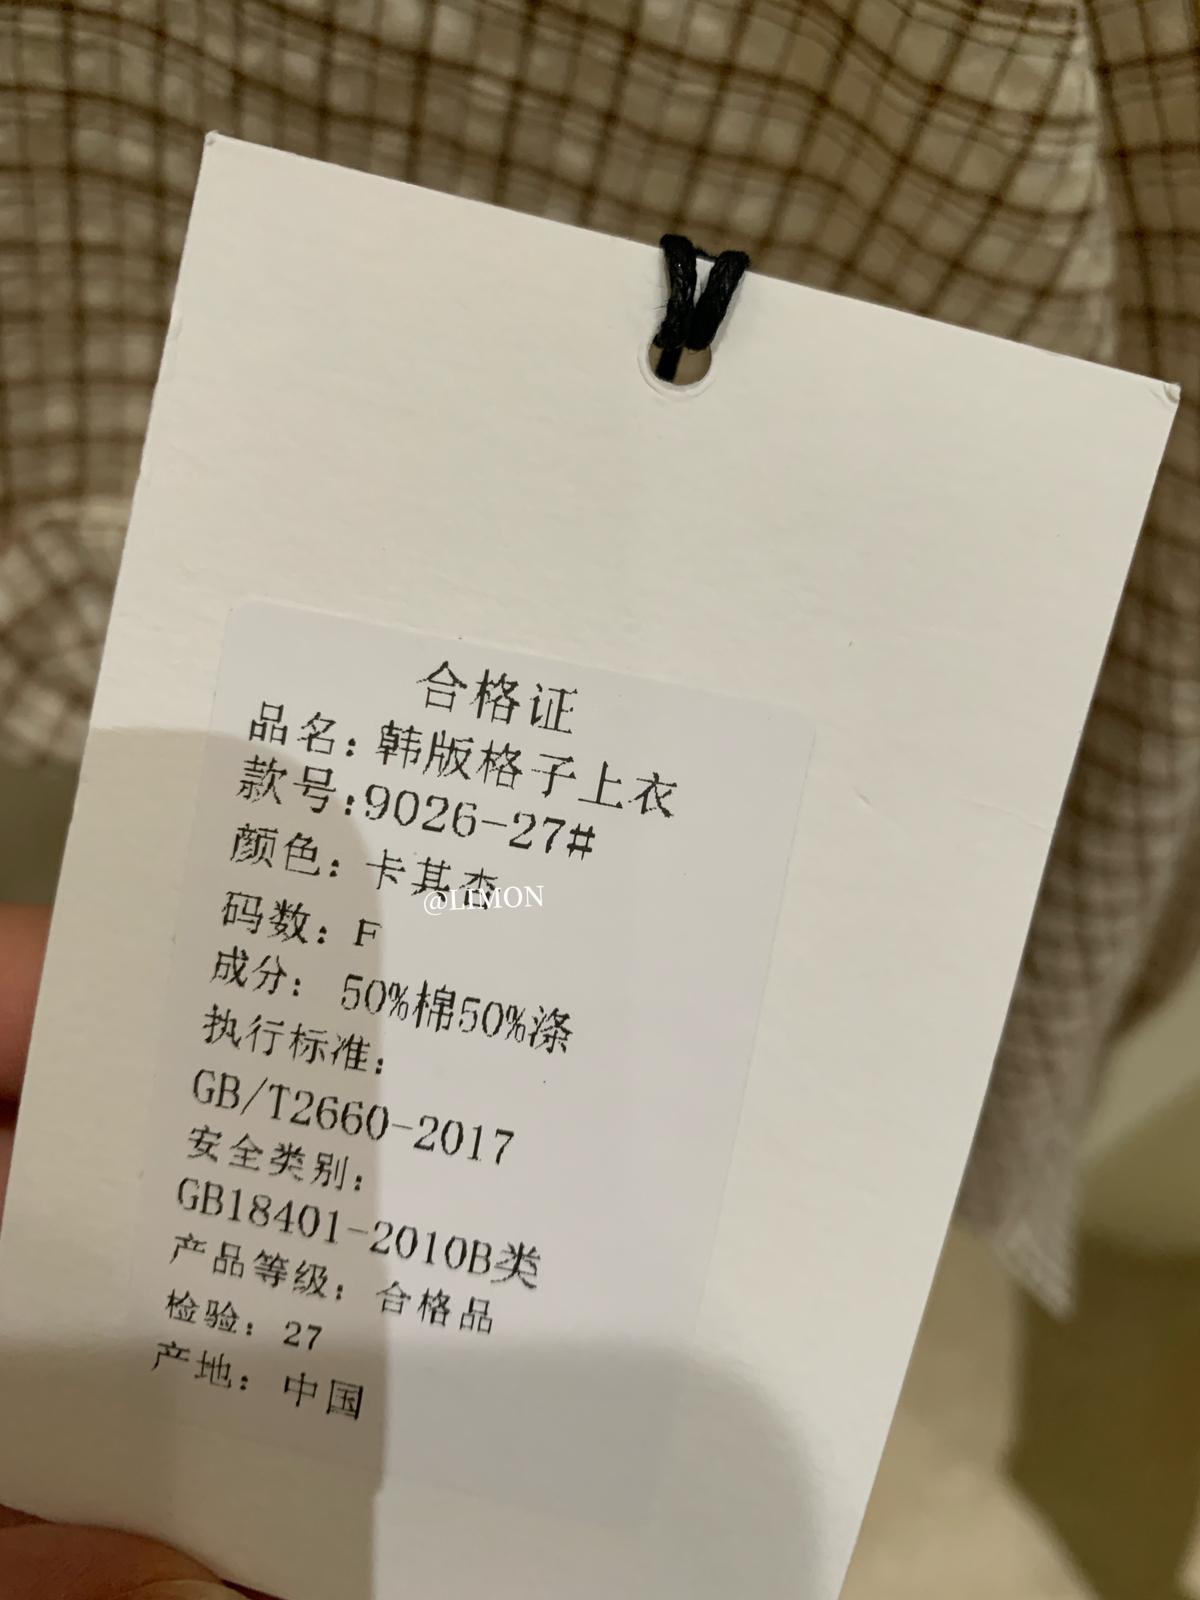 合格证
品名：韩版格子上衣
款号:9026-27#
颜色：卡其杏
@LIMON
码数：F
成分： 50%棉50%涤
执行标准：
GB/T2660-2017
安全类别：
GB18401-2010B类
产品等级： 合格品
检验： 27
产地： 中国